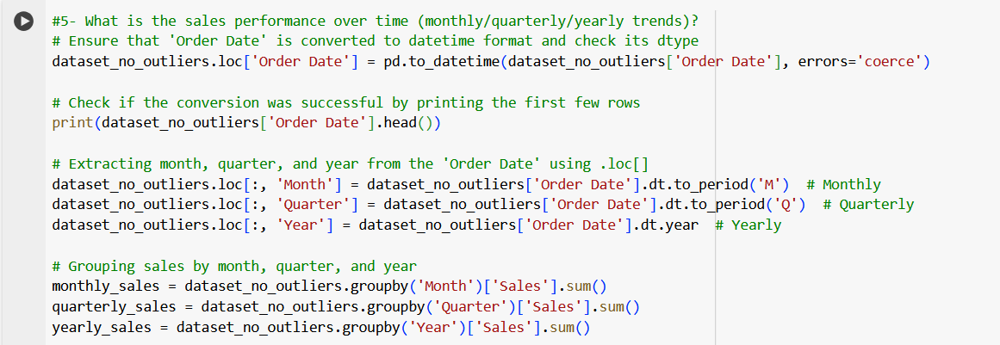 #5- What is the sales performance over time (monthly/quarterly/yearly trends)?
# Ensure that 'Order Date' is converted to datetime format and check its dtype
dataset_no_outliers.loc['Order Date'] = pd.to_datetime(dataset_no_outliers['Order Date'], errors='coerce')
# Check if the conversion was successful by printing the first few rows
print(dataset_no_outliers['Order Date'].head())
# Extracting month, quarter, and year from the 'Order Date' using .loc[]
dataset_no_outliers.loc[:, 'Month'] = dataset_no_outliers['Order Date'].dt.to_period('M')  # Monthly
dataset_no_outliers.loc[:, 'Quarter'] = dataset_no_outliers['Order Date'].dt.to_period('Q')  # Quarterly
dataset_no_outliers.loc[:, 'Year'] = dataset_no_outliers['Order Date'].dt.year  # Yearly
# Grouping sales by month, quarter, and year
monthly_sales = dataset_no_outliers.groupby('Month')['Sales'].sum()
quarterly_sales = dataset_no_outliers.groupby('Quarter')['Sales'].sum()
yearly_sales = dataset_no_outliers.groupby('Year')['Sales'].sum()